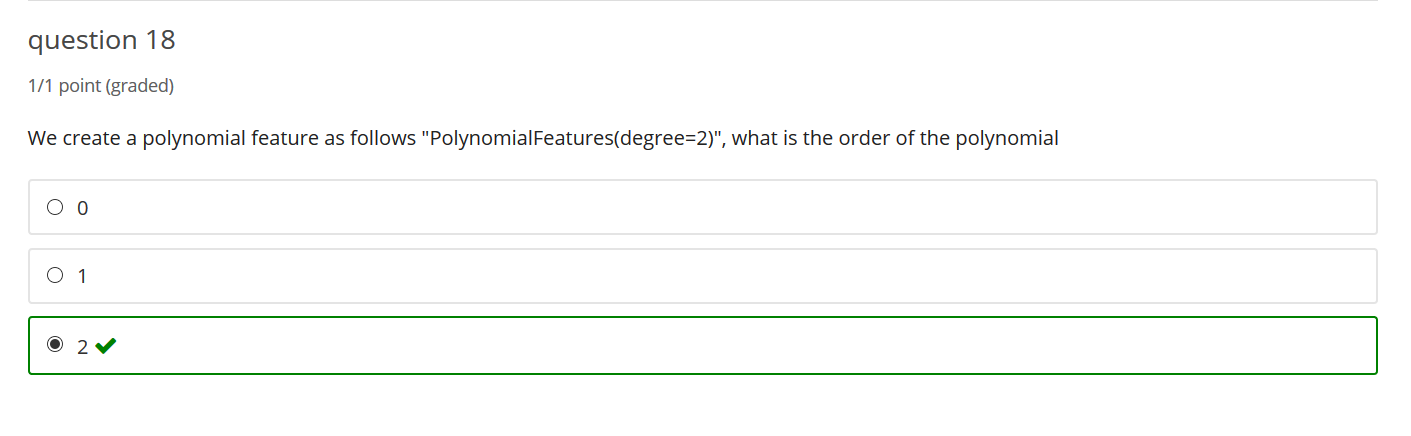 question 18
1/1 point (graded)
We create a polynomial feature as follows "PolynomialFeatures(degree=2)", what is the order of the polynomial
0
1
2